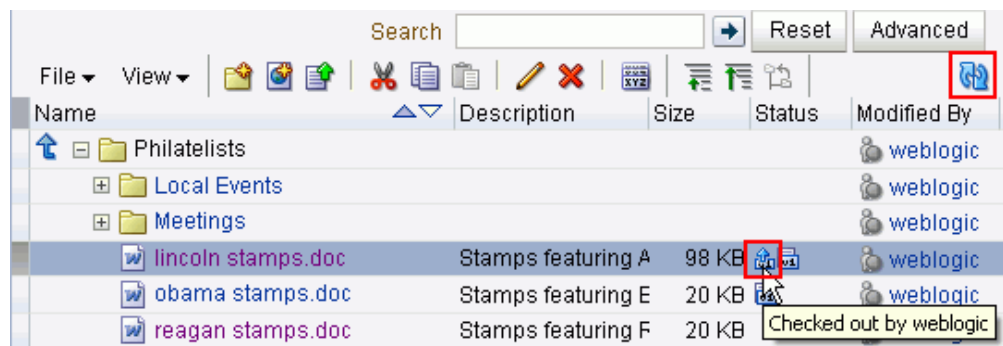 Search Reset Advanced
File View
Name Description Size Status Modified By
Philatelists weblogic
Local Events weblogic
Meetings weblogic
lincoln stamps.doc Stamps featuring A 98 KB weblogic
obama stamps.doc Stamps featuring E 20 KB weblogic
reagan stamps.doc Stamps featuring F 20 KB
Checked out by weblogic